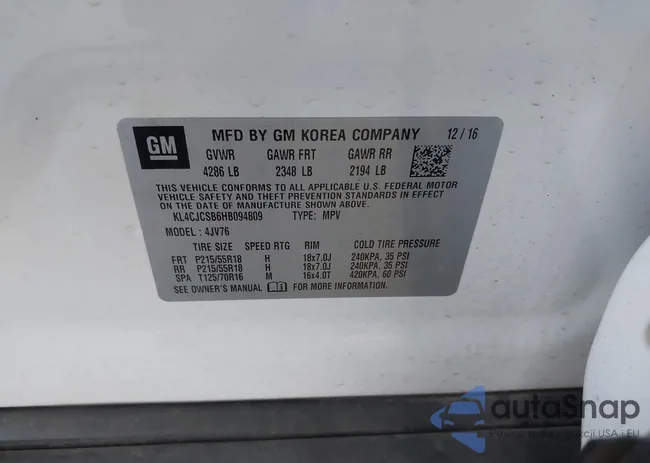 GM
MFD BY GM KOREA COMPANY 12/16
GVWR GAWR FRT GAWR RR
4286 LB 2348 LB 2194 LB
THIS VEHICLE CONFORMS TO ALL APPLICABLE U.S. FEDERAL MOTOR
VEHICLE SAFETY AND THEFT PREVENTION STANDARDS IN EFFECT
ON THE DATE OF MANUFACTURE SHOWN ABOVE.
KL4CJCSB6HB094809 TYPE: MPV
MODEL: 4JV76
TIRE SIZE SPEED RTG RIM COLD TIRE PRESSURE
FRT P215/55R18 H 18x7.0J 240KPA, 35 PSI
RR P215/55R18 H 18x7.0J 240KPA, 35 PSI
SPA T125/70R16 M 16x4.0T 420KPA, 60 PSI
SEE OWNER'S MANUAL FOR MORE INFORMATION.
autoSnap
USA i EU